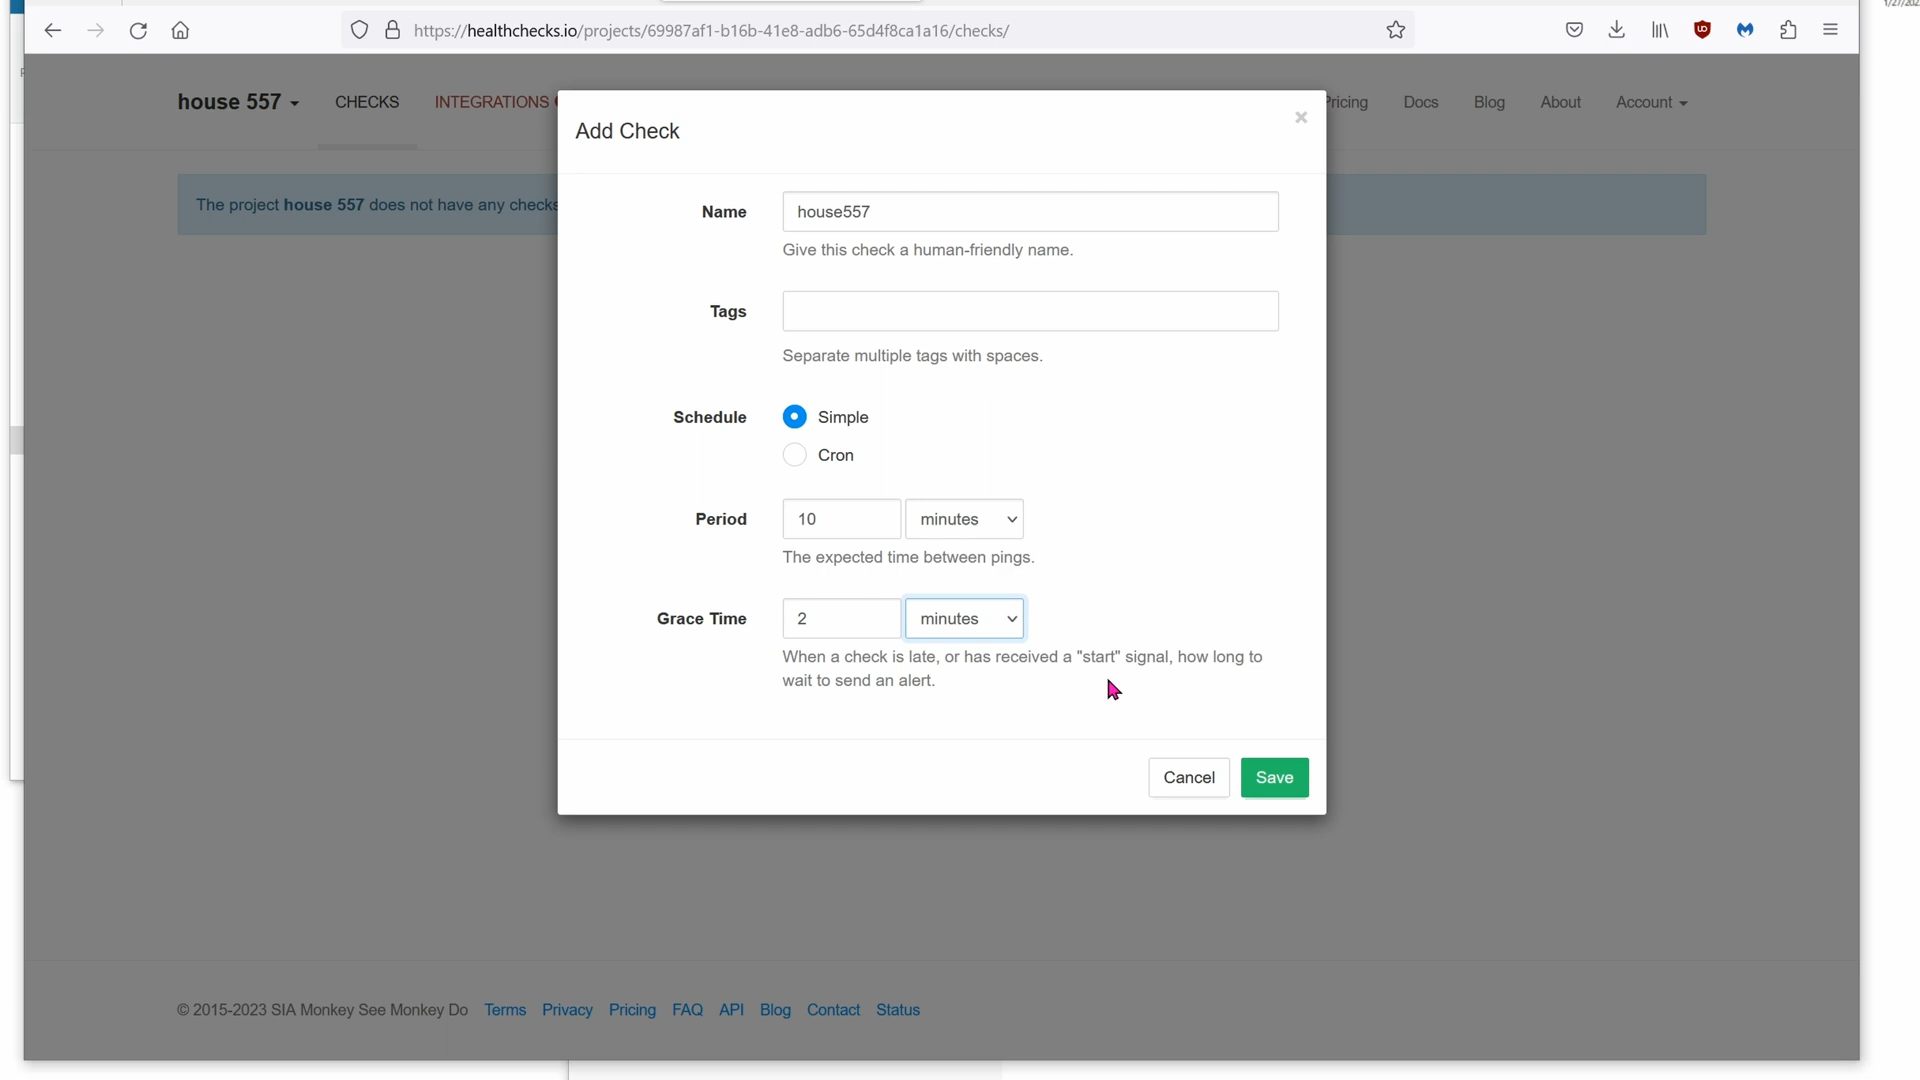 https://healthchecks.io/projects/69987af1-b16b-41e8-adb6-65d4f8ca1a16/checks/
house 557 CHECKS INTEGRATIONS Pricing Docs Blog About Account
Add Check
×
The project house 557 does not have any checks
Name house557
Give this check a human-friendly name.
Tags
Separate multiple tags with spaces.
Schedule Simple
Cron
Period 10 minutes
The expected time between pings.
Grace Time 2 minutes
When a check is late, or has received a "start" signal, how long to
wait to send an alert.
Cancel Save
© 2015-2023 SIA Monkey See Monkey Do Terms Privacy Pricing FAQ API Blog Contact Status